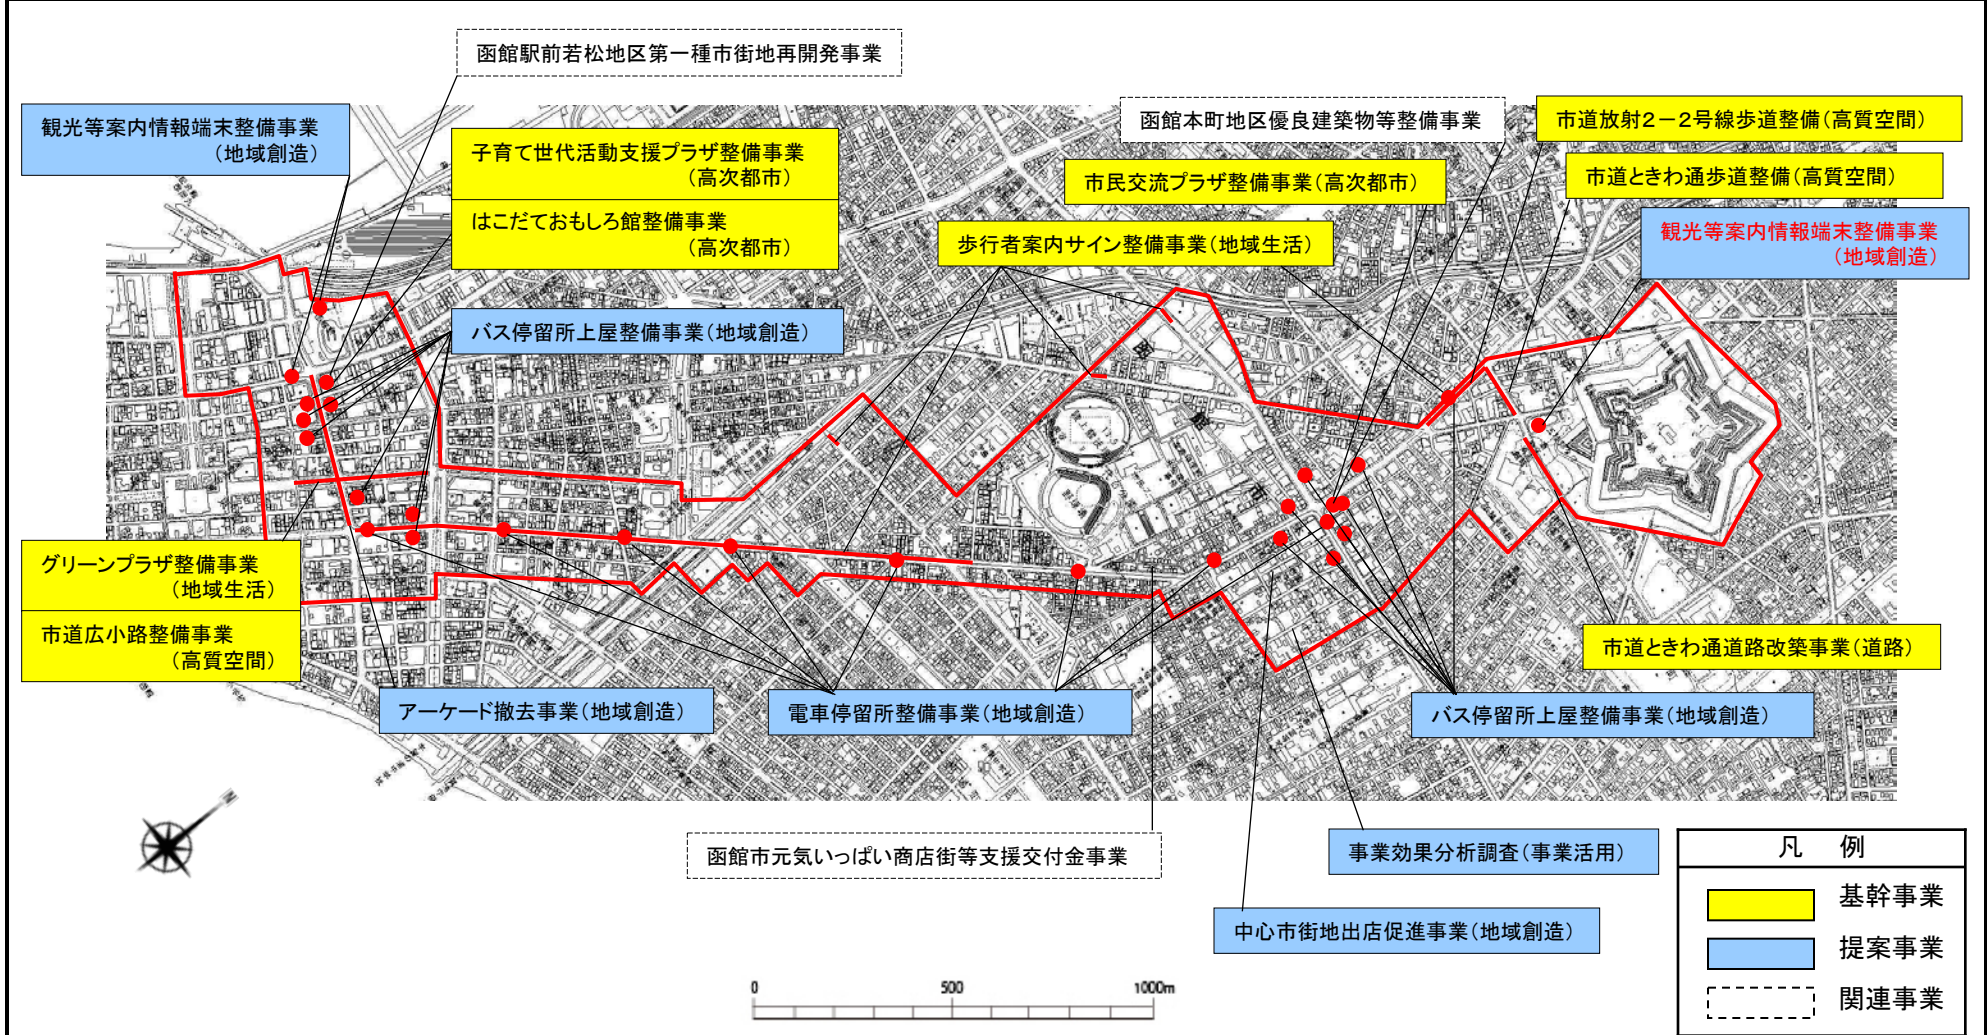 函館駅前若松地区第一種市街地再開発事業
観光等案内情報端末整備事業
(地域創造)
子育て世代活動支援プラザ整備事業
(高次都市)
はこだておもしろ館整備事業
(高次都市)
函館本町地区優良建築物等整備事業
市道放射2-2号線歩道整備(高質空間)
市民交流プラザ整備事業(高次都市)
市道ときわ通歩道整備(高質空間)
歩行者案内サイン整備事業(地域生活)
観光等案内情報端末整備事業
(地域創造)
バス停留所上屋整備事業(地域創造)
函
館
市
グリーンプラザ整備事業
(地域生活)
市道広小路整備事業
(高質空間)
市道ときわ通道路改築事業(道路)
アーケード撤去事業(地域創造)
電車停留所整備事業(地域創造)
バス停留所上屋整備事業(地域創造)
N
函館市元気いっぱい商店街等支援交付金事業
事業効果分析調査(事業活用)
中心市街地出店促進事業(地域創造)
凡 例
基幹事業
提案事業
関連事業
0 500 1000m